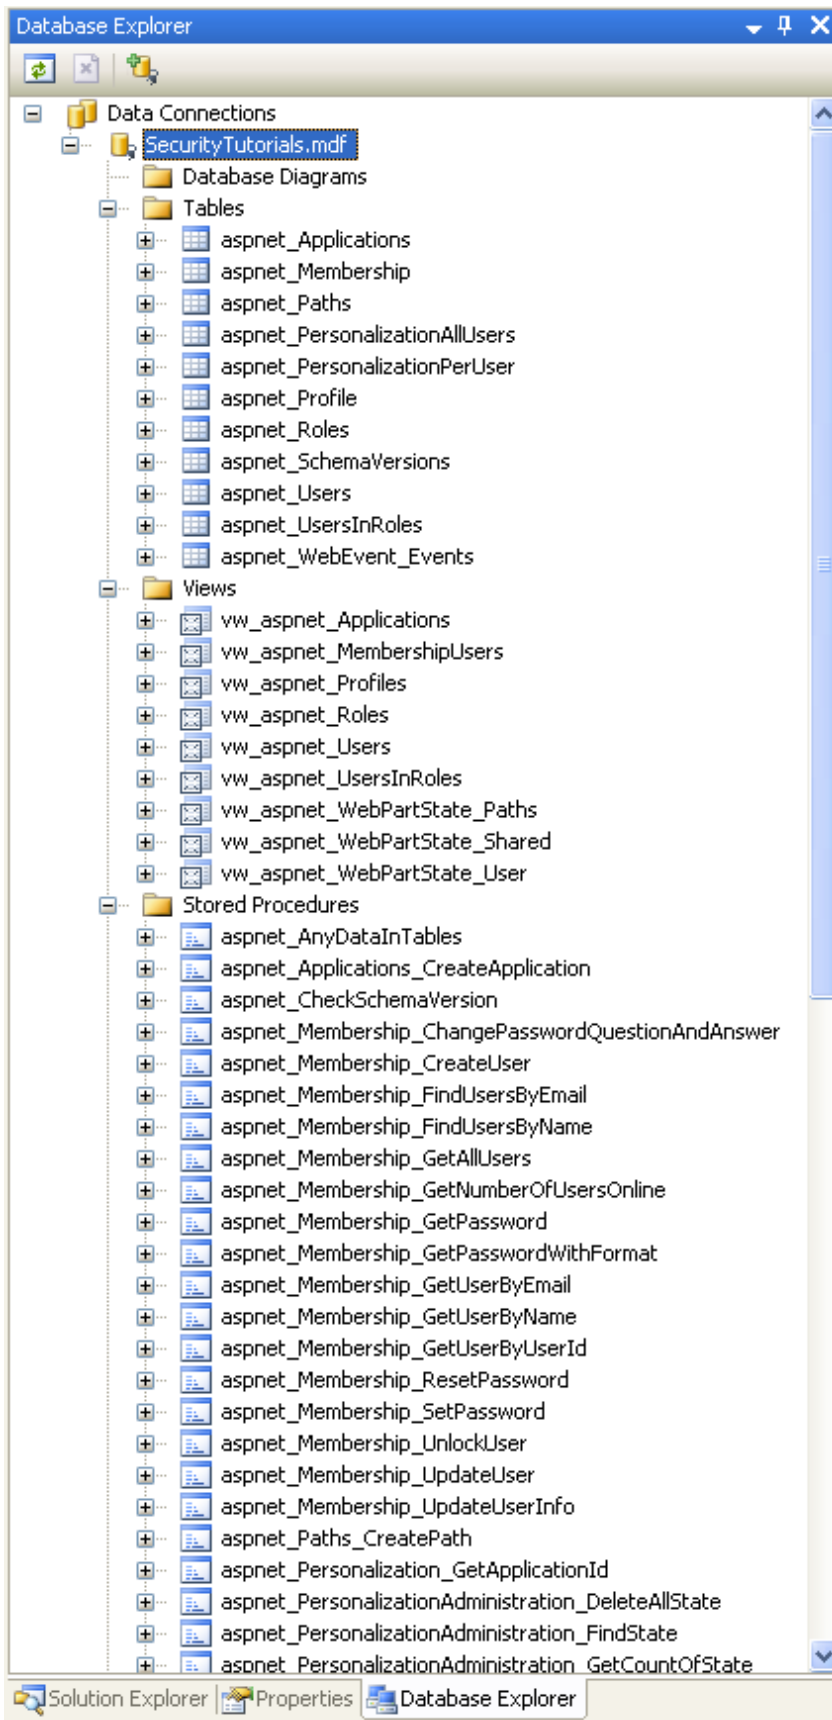 Database Explorer
Data Connections
SecurityTutorials.mdf
Database Diagrams
Tables
aspnet_Applications
aspnet_Membership
aspnet_Paths
aspnet_PersonalizationAllUsers
aspnet_PersonalizationPerUser
aspnet_Profile
aspnet_Roles
aspnet_SchemaVersions
aspnet_Users
aspnet_UsersInRoles
aspnet_WebEvent_Events
Views
vw_aspnet_Applications
vw_aspnet_MembershipUsers
vw_aspnet_Profiles
vw_aspnet_Roles
vw_aspnet_Users
vw_aspnet_UsersInRoles
vw_aspnet_WebPartState_Paths
vw_aspnet_WebPartState_Shared
vw_aspnet_WebPartState_User
Stored Procedures
aspnet_AnyDataInTables
aspnet_Applications_CreateApplication
aspnet_CheckSchemaVersion
aspnet_Membership_ChangePasswordQuestionAndAnswer
aspnet_Membership_CreateUser
aspnet_Membership_FindUsersByEmail
aspnet_Membership_FindUsersByName
aspnet_Membership_GetAllUsers
aspnet_Membership_GetNumberOfUsersOnline
aspnet_Membership_GetPassword
aspnet_Membership_GetPasswordWithFormat
aspnet_Membership_GetUserByEmail
aspnet_Membership_GetUserByName
aspnet_Membership_GetUserByUserId
aspnet_Membership_ResetPassword
aspnet_Membership_SetPassword
aspnet_Membership_UnlockUser
aspnet_Membership_UpdateUser
aspnet_Membership_UpdateUserInfo
aspnet_Paths_CreatePath
aspnet_Personalization_GetApplicationId
aspnet_PersonalizationAdministration_DeleteAllState
aspnet_PersonalizationAdministration_FindState
aspnet_PersonalizationAdministration_GetCountOfState
Solution Explorer Properties Database Explorer